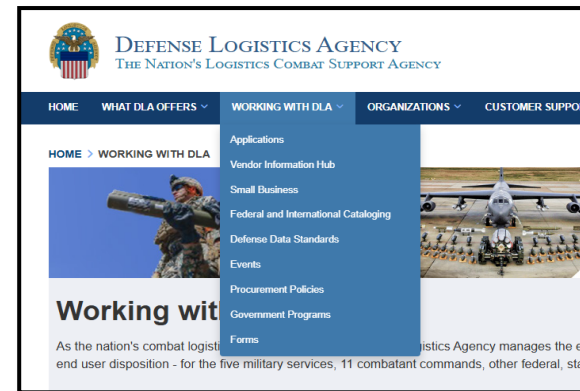 DEFENSE LOGISTICS AGENCY
THE NATION'S LOGISTICS COMBAT SUPPORT AGENCY
HOME WHAT DLA OFFERS WORKING WITH DLA ORGANIZATIONS CUSTOMER SUPPO
HOME > WORKING WITH DLA
Applications
Vendor Information Hub
Small Business
Federal and International Cataloging
Defense Data Standards
Events
Procurement Policies
Government Programs
Forms
Working wit
As the nation's combat logisti istics Agency manages the e
end user disposition - for the five military services, 11 combatant commands, other federal, sta